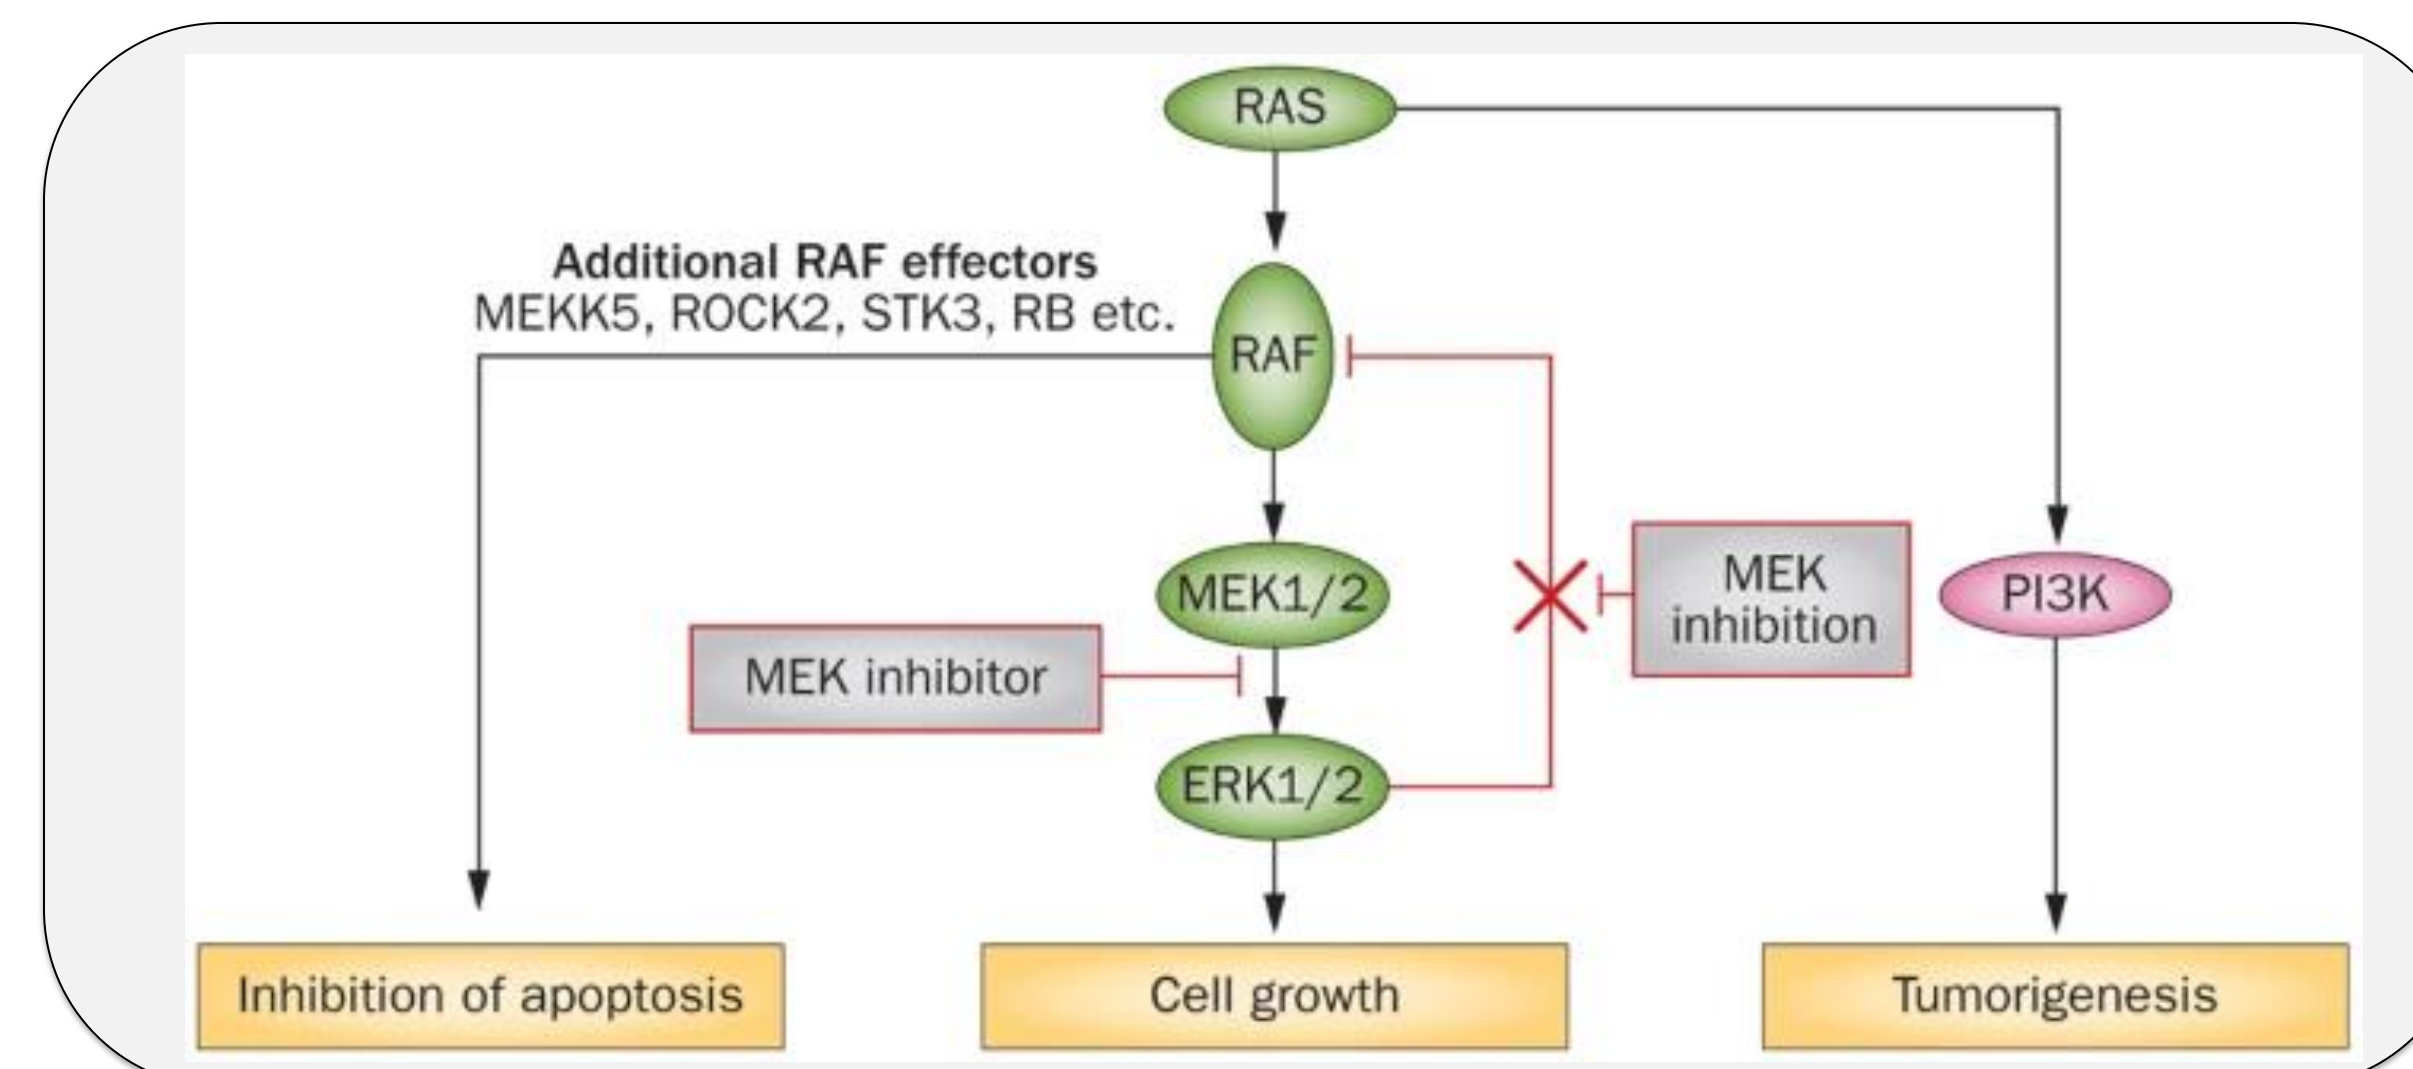 RAS
Additional RAF effectors
MEKK5, ROCK2, STK3, RB etc.
RAF
MEK
inhibition
MEK1/2
PI3K
MEK inhibitor
ERK1/2
Inhibition of apoptosis
Cell growth
Tumorigenesis